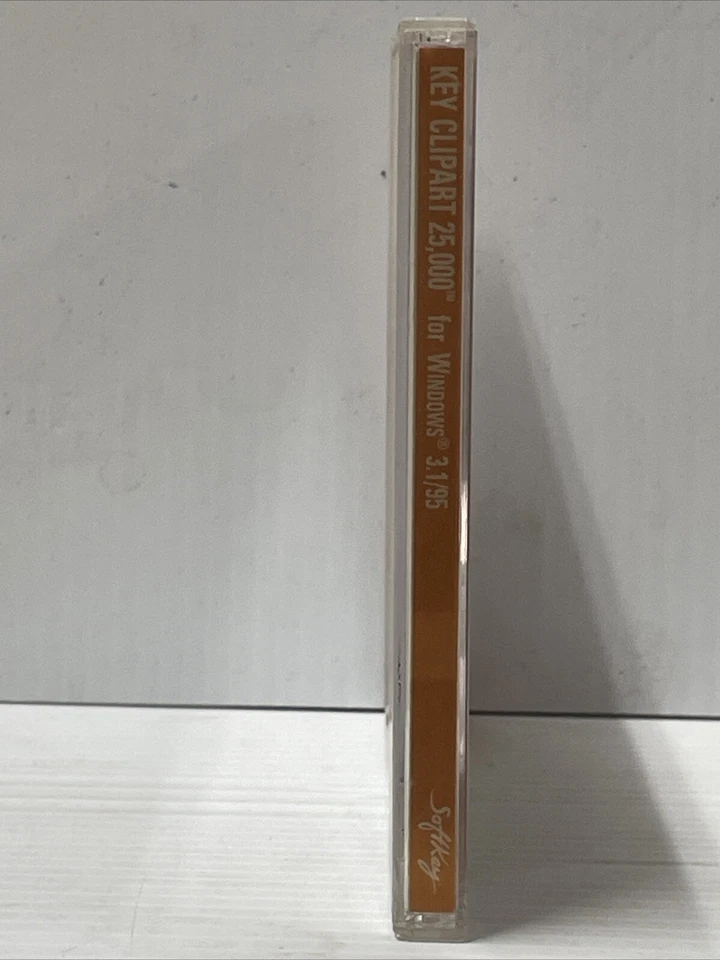 KEY CLIPART 25,000™ for WINDOWS® 3.1/95
SoftKey